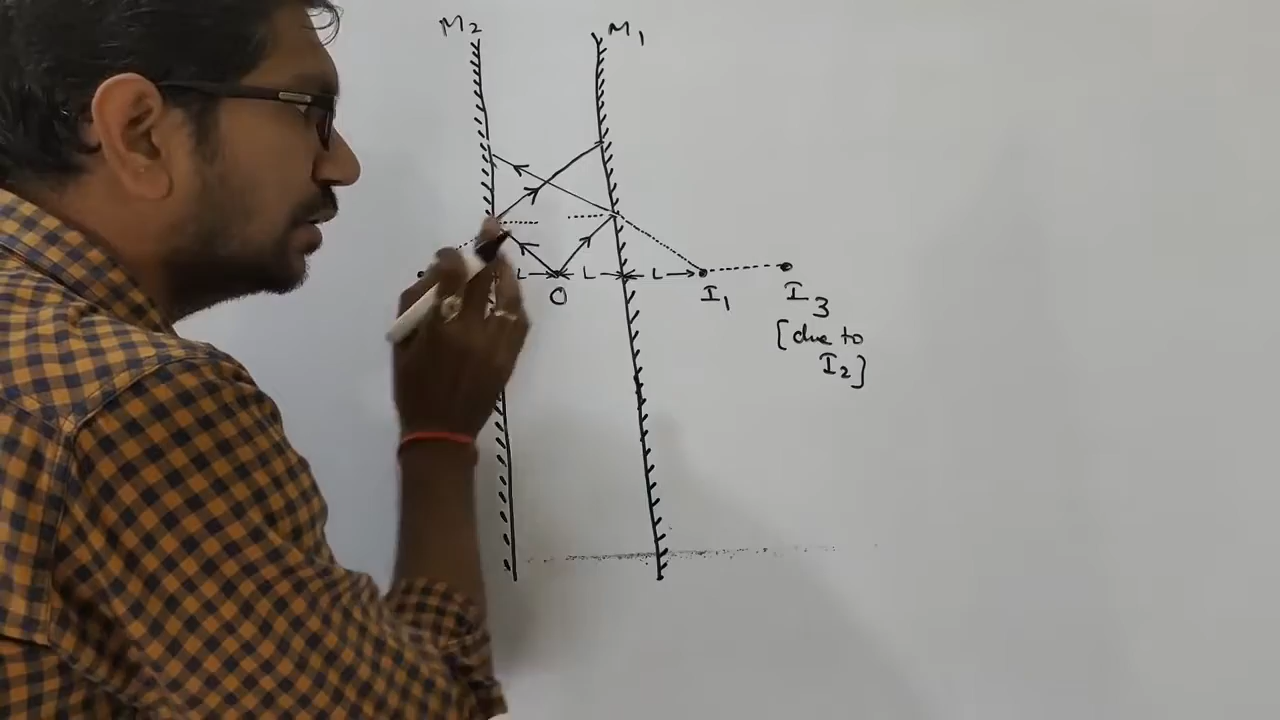 M₂ M₁
L L L
O I₁ I₃
[due to
I₂]